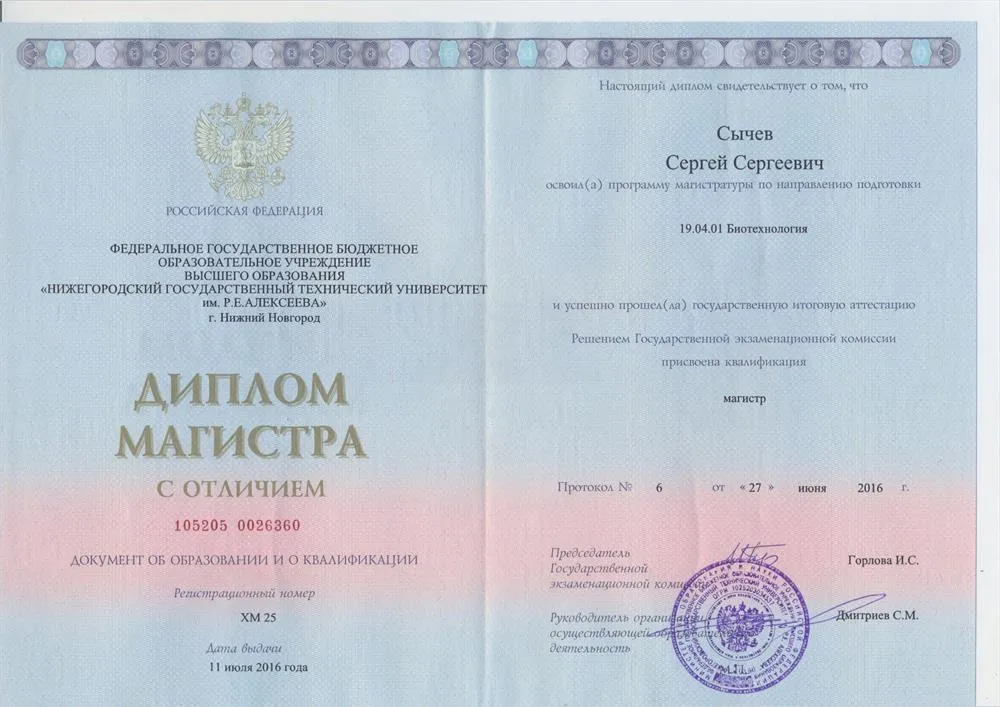 РОССИЙСКАЯ ФЕДЕРАЦИЯ
ФЕДЕРАЛЬНОЕ ГОСУДАРСТВЕННОЕ БЮДЖЕТНОЕ
ОБРАЗОВАТЕЛЬНОЕ УЧРЕЖДЕНИЕ
ВЫСШЕГО ОБРАЗОВАНИЯ
«НИЖЕГОРОДСКИЙ ГОСУДАРСТВЕННЫЙ ТЕХНИЧЕСКИЙ УНИВЕРСИТЕТ
им. Р.Е.АЛЕКСЕЕВА»
г. Нижний Новгород
ДИПЛОМ
МАГИСТРА
С ОТЛИЧИЕМ
105205 0026360
ДОКУМЕНТ ОБ ОБРАЗОВАНИИ И О КВАЛИФИКАЦИИ
Регистрационный номер
ХМ 25
Дата выдачи
11 июля 2016 года
Настоящий диплом свидетельствует о том, что
Сычев
Сергей Сергеевич
освоил(а) программу магистратуры по направлению подготовки
19.04.01 Биотехнология
и успешно прошел(ла) государственную итоговую аттестацию
Решением Государственной экзаменационной комиссии
присвоена квалификация
магистр
Протокол № 6 от « 27 » июня 2016 г.
Председатель
Государственной
экзаменационной Горлова И.С.
Руководитель
осуществляющей Дмитриев С.М.
деятельность